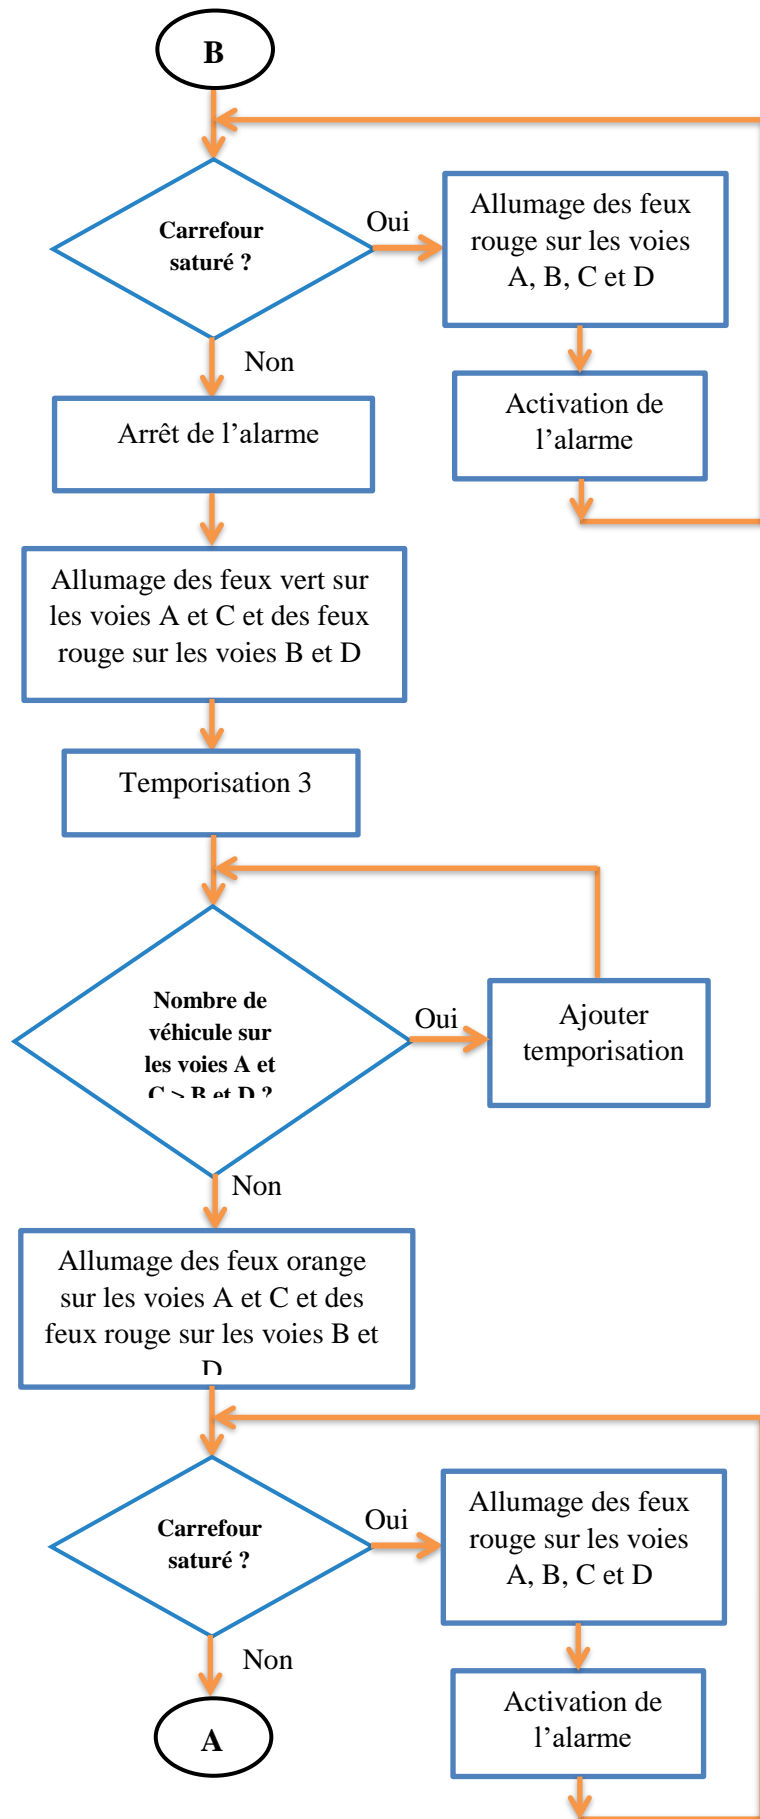 B
Carrefour
saturé ?
Oui
Allumage des feux
rouge sur les voies
A, B, C et D
Non
Activation de
l’alarme
Arrêt de l’alarme
Allumage des feux vert sur
les voies A et C et des feux
rouge sur les voies B et D
Temporisation 3
Nombre de
véhicule sur
les voies A et
C > B et D ?
Oui
Ajouter
temporisation
Non
Allumage des feux orange
sur les voies A et C et des
feux rouge sur les voies B et
D
Carrefour
saturé ?
Oui
Allumage des feux
rouge sur les voies
A, B, C et D
Non
Activation de
l’alarme
A